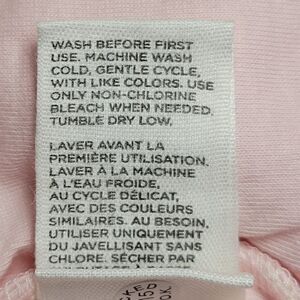 WASH BEFORE FIRST
USE. MACHINE WASH
COLD, GENTLE CYCLE,
WITH LIKE COLORS. USE
ONLY NON-CHLORINE
BLEACH WHEN NEEDED.
TUMBLE DRY LOW.
LAVER AVANT LA
PREMIÈRE UTILISATION.
LAVER À LA MACHINE
À L'EAU FROIDE,
AU CYCLE DÉLICAT,
AVEC DES COULEURS
SIMILAIRES. AU BESOIN,
UTILISER UNIQUEMENT
DU JAVELLISANT SANS
CHLORE. SÉCHER PAR